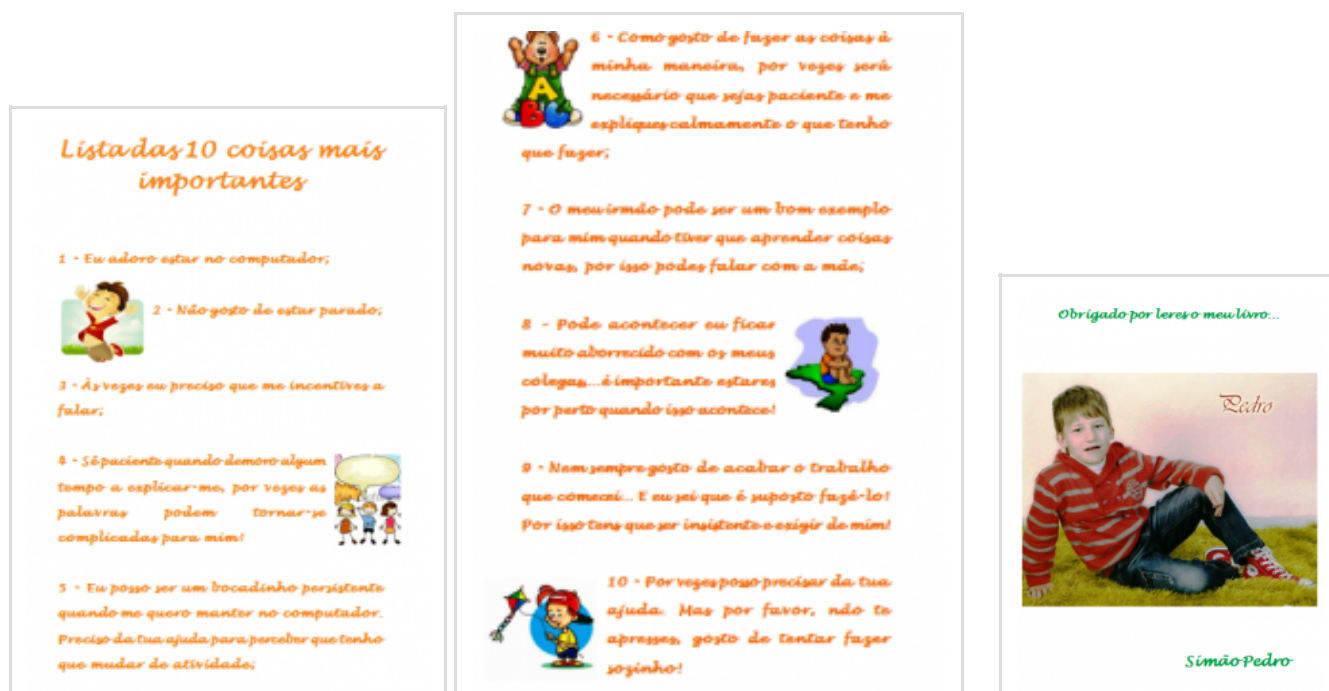 Lista das 10 coisas mais
importantes
1 - Eu adoro estar no computador;
2 - Não gosto de estar parado;
3 - Às vezes eu preciso que me incentives a
falar;
4 - Sê paciente quando demoro algum
tempo a explicar-me, por vezes as
palavras podem tornar-se
complicadas para mim!
5 - Eu posso ser um bocadinho persistente
quando me quero manter no computador.
Preciso da tua ajuda para perceber que tenho
que mudar de atividade;
6 - Como gosto de fazer as coisas à
minha maneira, por vezes será
necessário que sejas paciente e me
expliques calmamente o que tenho
que fazer;
A
B C
7 - O meu irmão pode ser um bom exemplo
para mim quando tiver que aprender coisas
novas, por isso podes falar com a mãe;
8 - Pode acontecer eu ficar
muito aborrecido com os meus
colegas...é importante estares
por perto quando isso acontece!
9 - Nem sempre gosto de acabar o trabalho
que comecei... E eu sei que é suposto fazê-lo!
Por isso tens que ser insistente e exigir de mim!
10 - Por vezes posso precisar da tua
ajuda. Mas por favor, não te
apresses, gosto de tentar fazer
sozinho!
Obrigado por leres o meu livro...
Pedro
Simão Pedro